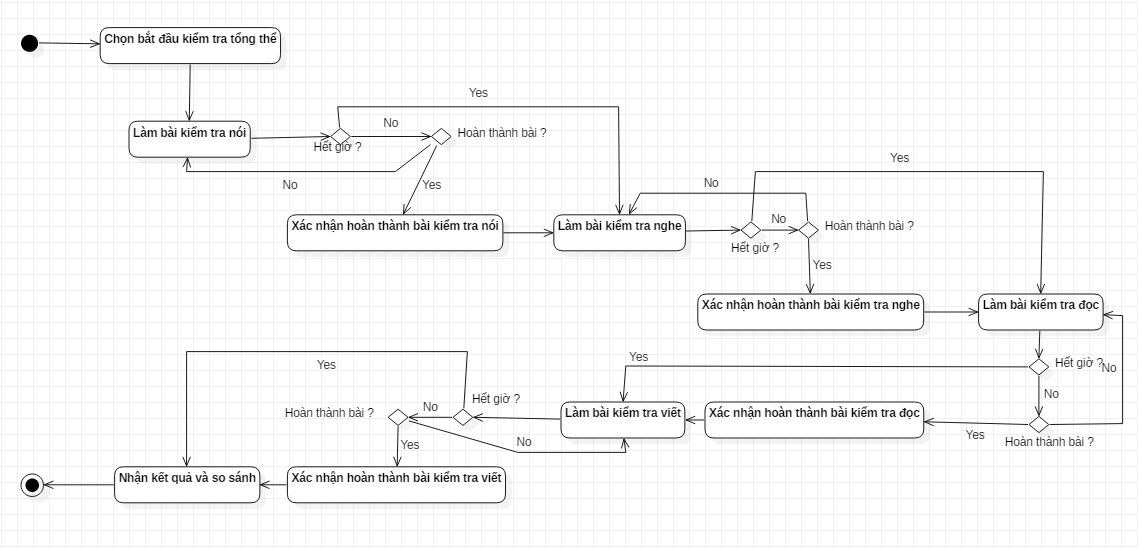 Chọn bắt đầu kiểm tra tổng thể
Yes
Làm bài kiểm tra nói
No
Hoàn thành bài ?
Hết giờ ?
No
Yes
Yes
No
Xác nhận hoàn thành bài kiểm tra nói
Làm bài kiểm tra nghe
No
Hoàn thành bài ?
Hết giờ ?
Yes
Xác nhận hoàn thành bài kiểm tra nghe
Làm bài kiểm tra đọc
Yes
Yes
Hết giờ ?
No
No
Hoàn thành bài ?
No
Hết giờ ?
Làm bài kiểm tra viết
Xác nhận hoàn thành bài kiểm tra đọc
Yes
No
Yes
Hoàn thành bài ?
Nhận kết quả và so sánh
Xác nhận hoàn thành bài kiểm tra viết